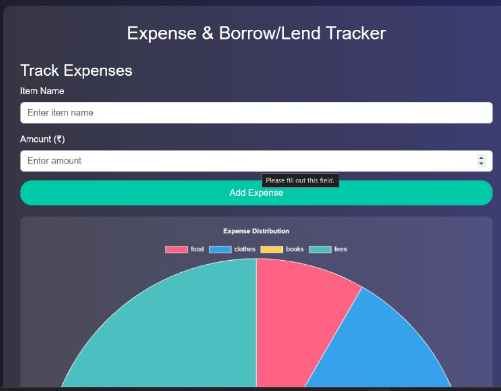 Expense & Borrow/Lend Tracker
Track Expenses
Item Name
Enter item name
Amount (₹)
Enter amount
Please fill out this field.
Add Expense
Expense Distribution
food clothes books fees